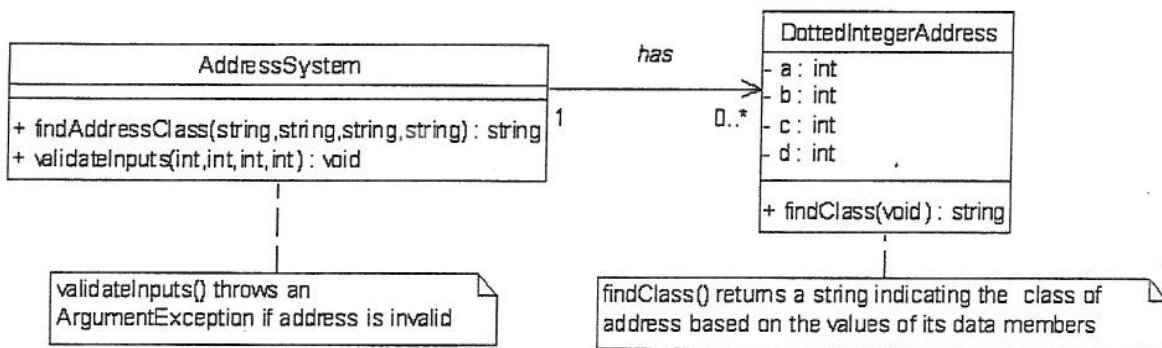 AddressSystem
+ findAddressClass(string,string,string,string) : string
+ validateInputs(int,int,int,int) : void
has
1
0..*
DottedIntegerAddress
- a : int
- b : int
- c : int
- d : int
+ findClass(void) : string
validateInputs() throws an
ArgumentException if address is invalid
findClass() returns a string indicating the class of
address based on the values of its data members